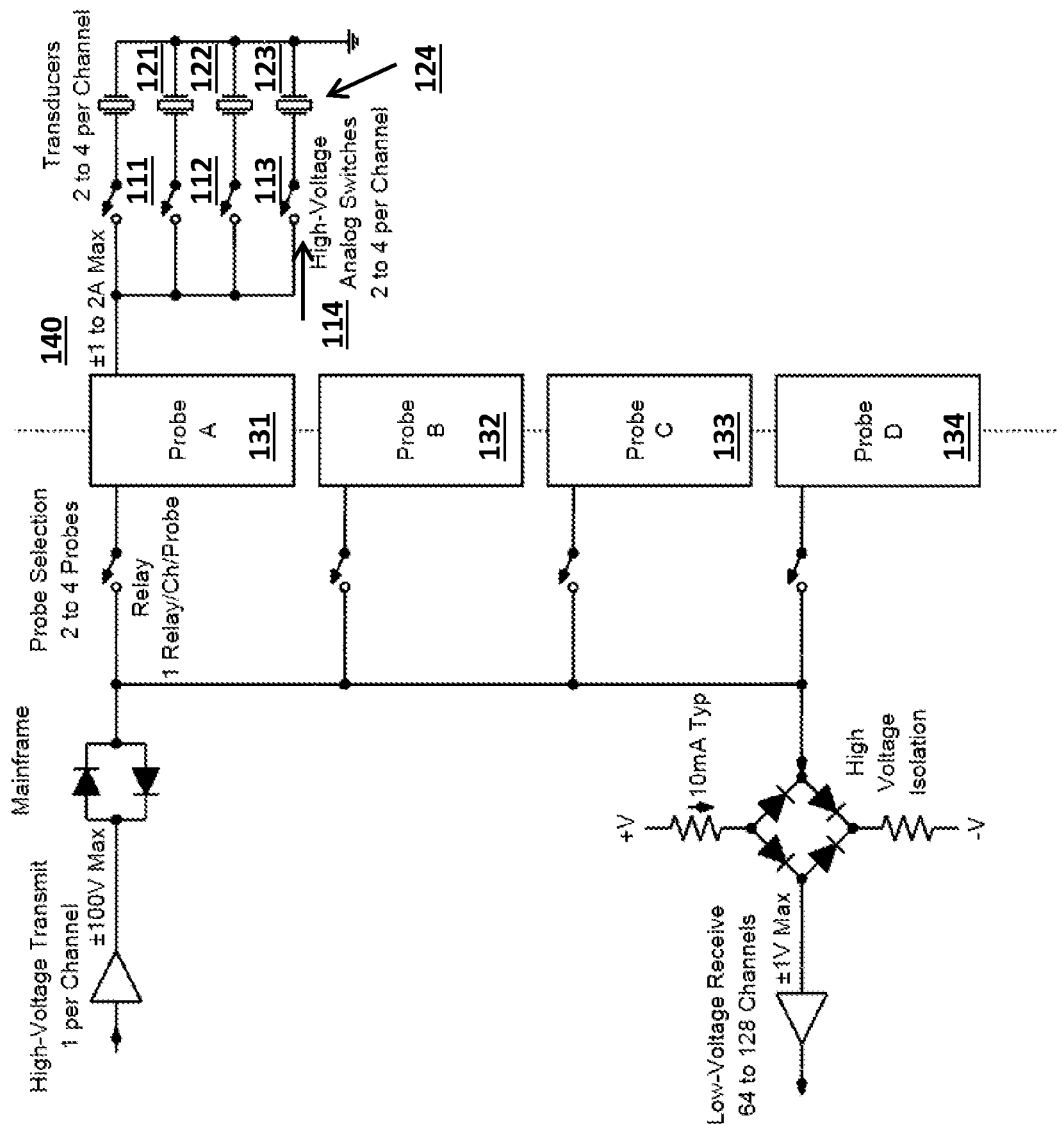 High-Voltage Transmit
1 per Channel
±100V Max
Mainframe
Probe Selection
2 to 4 Probes
Relay
1 Relay/Ch/Probe
140
±1 to 2A Max
Transducers
2 to 4 per Channel
111
121
112
122
113
123
114
High-Voltage
Analog Switches
2 to 4 per Channel
124
Probe
A
131
Probe
B
132
Probe
C
133
Probe
D
134
Low-Voltage Receive
64 to 128 Channels
±1V Max
+V
10mA Typ
-V
High
Voltage
Isolation